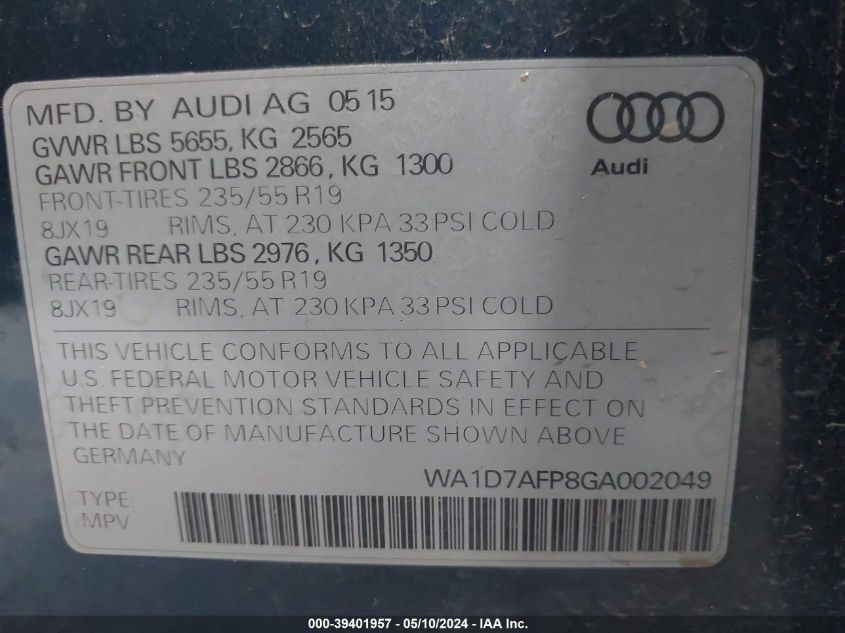 MFD. BY AUDI AG 05 15
GVWR LBS 5655, KG 2565
GAWR FRONT LBS 2866, KG 1300
FRONT-TIRES 235/55 R19
8JX19 RIMS, AT 230 KPA 33 PSI COLD
GAWR REAR LBS 2976, KG 1350
REAR-TIRES 235/55 R19
8JX19 RIMS, AT 230 KPA 33 PSI COLD
Audi
THIS VEHICLE CONFORMS TO ALL APPLICABLE
U.S. FEDERAL MOTOR VEHICLE SAFETY AND
THEFT PREVENTION STANDARDS IN EFFECT ON
THE DATE OF MANUFACTURE SHOWN ABOVE
GERMANY
WA1D7AFP8GA002049
TYPE:
MPV
000-39401957 - 05/10/2024 - IAA Inc.